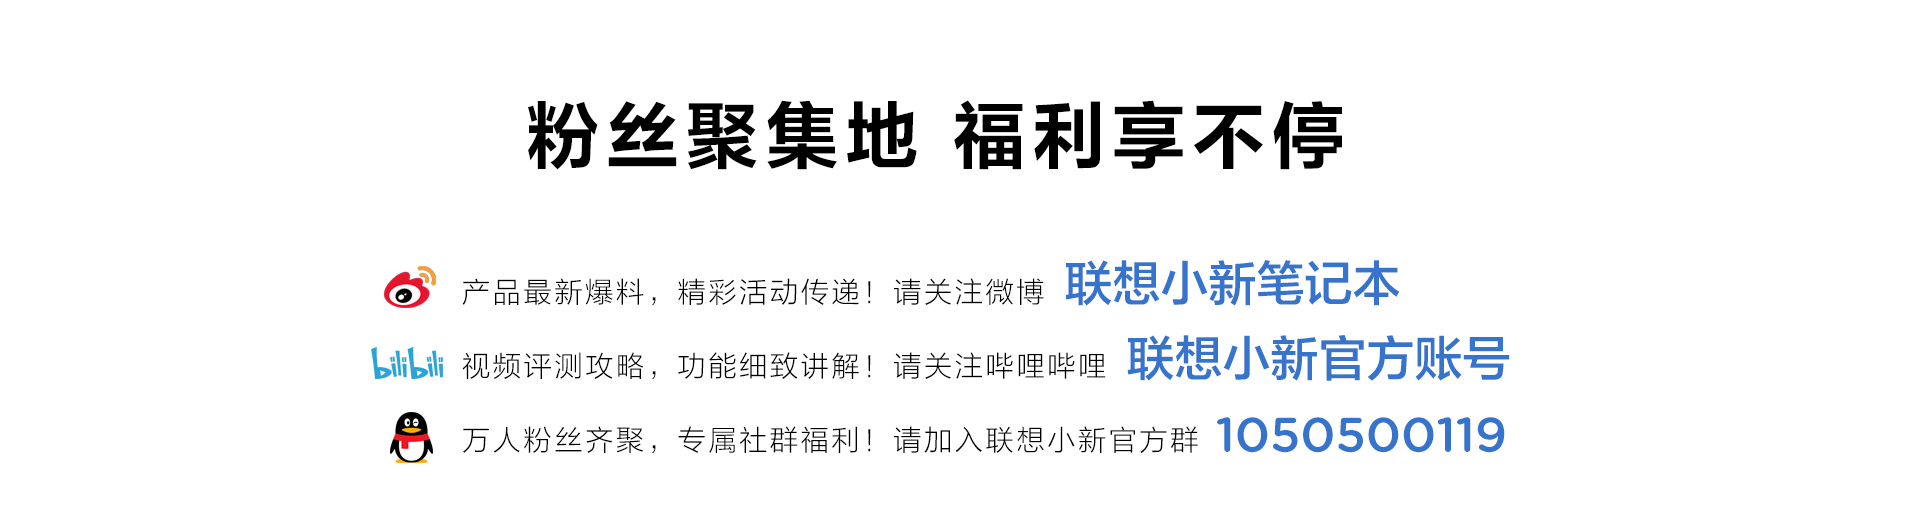 粉丝聚集地 福利享不停
产品最新爆料，精彩活动传递！请关注微博 联想小新笔记本
bilibili 视频评测攻略，功能细致讲解！请关注哔哩哔哩 联想小新官方账号
万人粉丝齐聚，专属社群福利！请加入联想小新官方群 1050500119